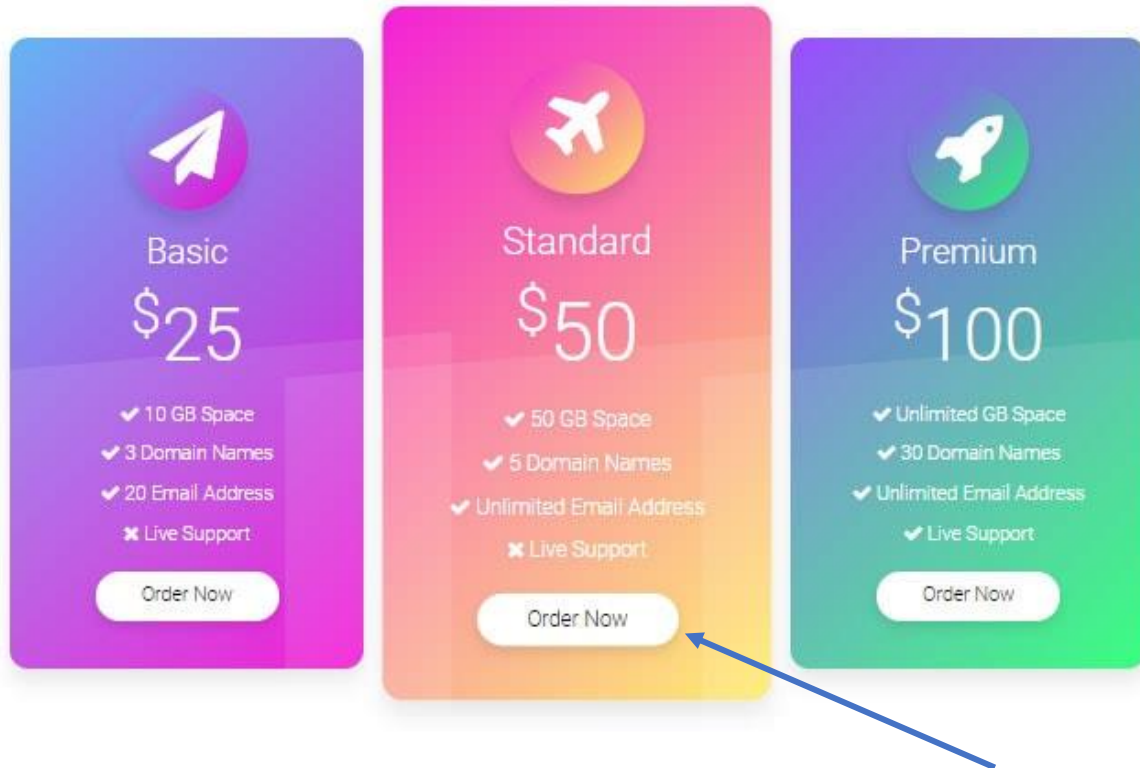 Basic
$25
✔ 10 GB Space
✔ 3 Domain Names
✔ 20 Email Address
✖ Live Support
Order Now
Standard
$50
✔ 50 GB Space
✔ 5 Domain Names
✔ Unlimited Email Address
✖ Live Support
Order Now
Premium
$100
✔ Unlimited GB Space
✔ 30 Domain Names
✔ Unlimited Email Address
✔ Live Support
Order Now